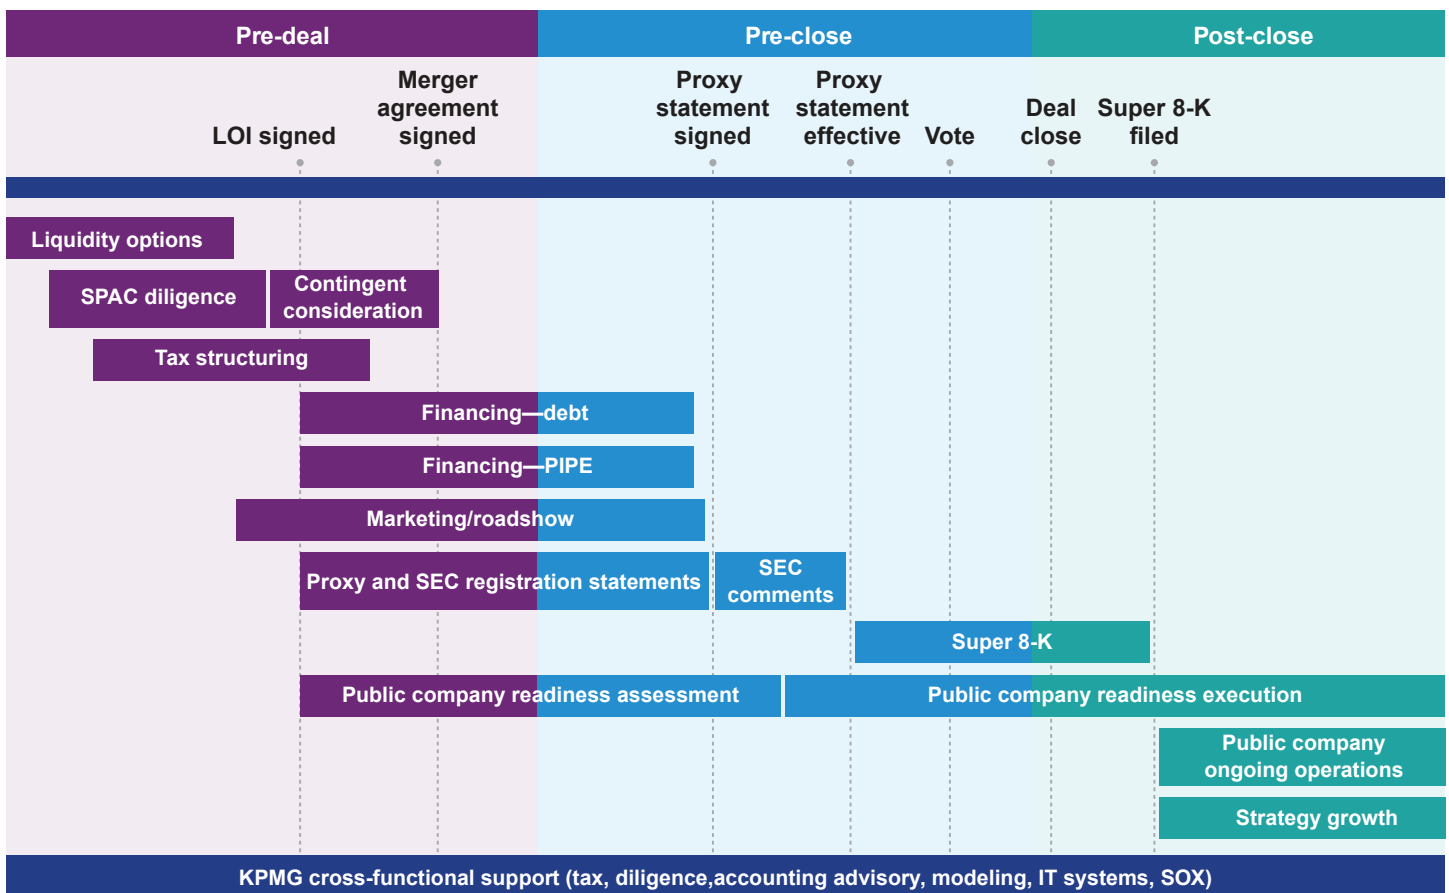 Pre-deal
Pre-close
Post-close
LOI signed
Merger
agreement
signed
Proxy
statement
signed
Proxy
statement
effective
Vote
Deal
close
Super 8-K
filed
Liquidity options
SPAC diligence
Contingent
consideration
Tax structuring
Financing—debt
Financing—PIPE
Marketing/roadshow
Proxy and SEC registration statements
SEC
comments
Super 8-K
Public company readiness assessment
Public company readiness execution
Public company
ongoing operations
Strategy growth
KPMG cross-functional support (tax, diligence,accounting advisory, modeling, IT systems, SOX)